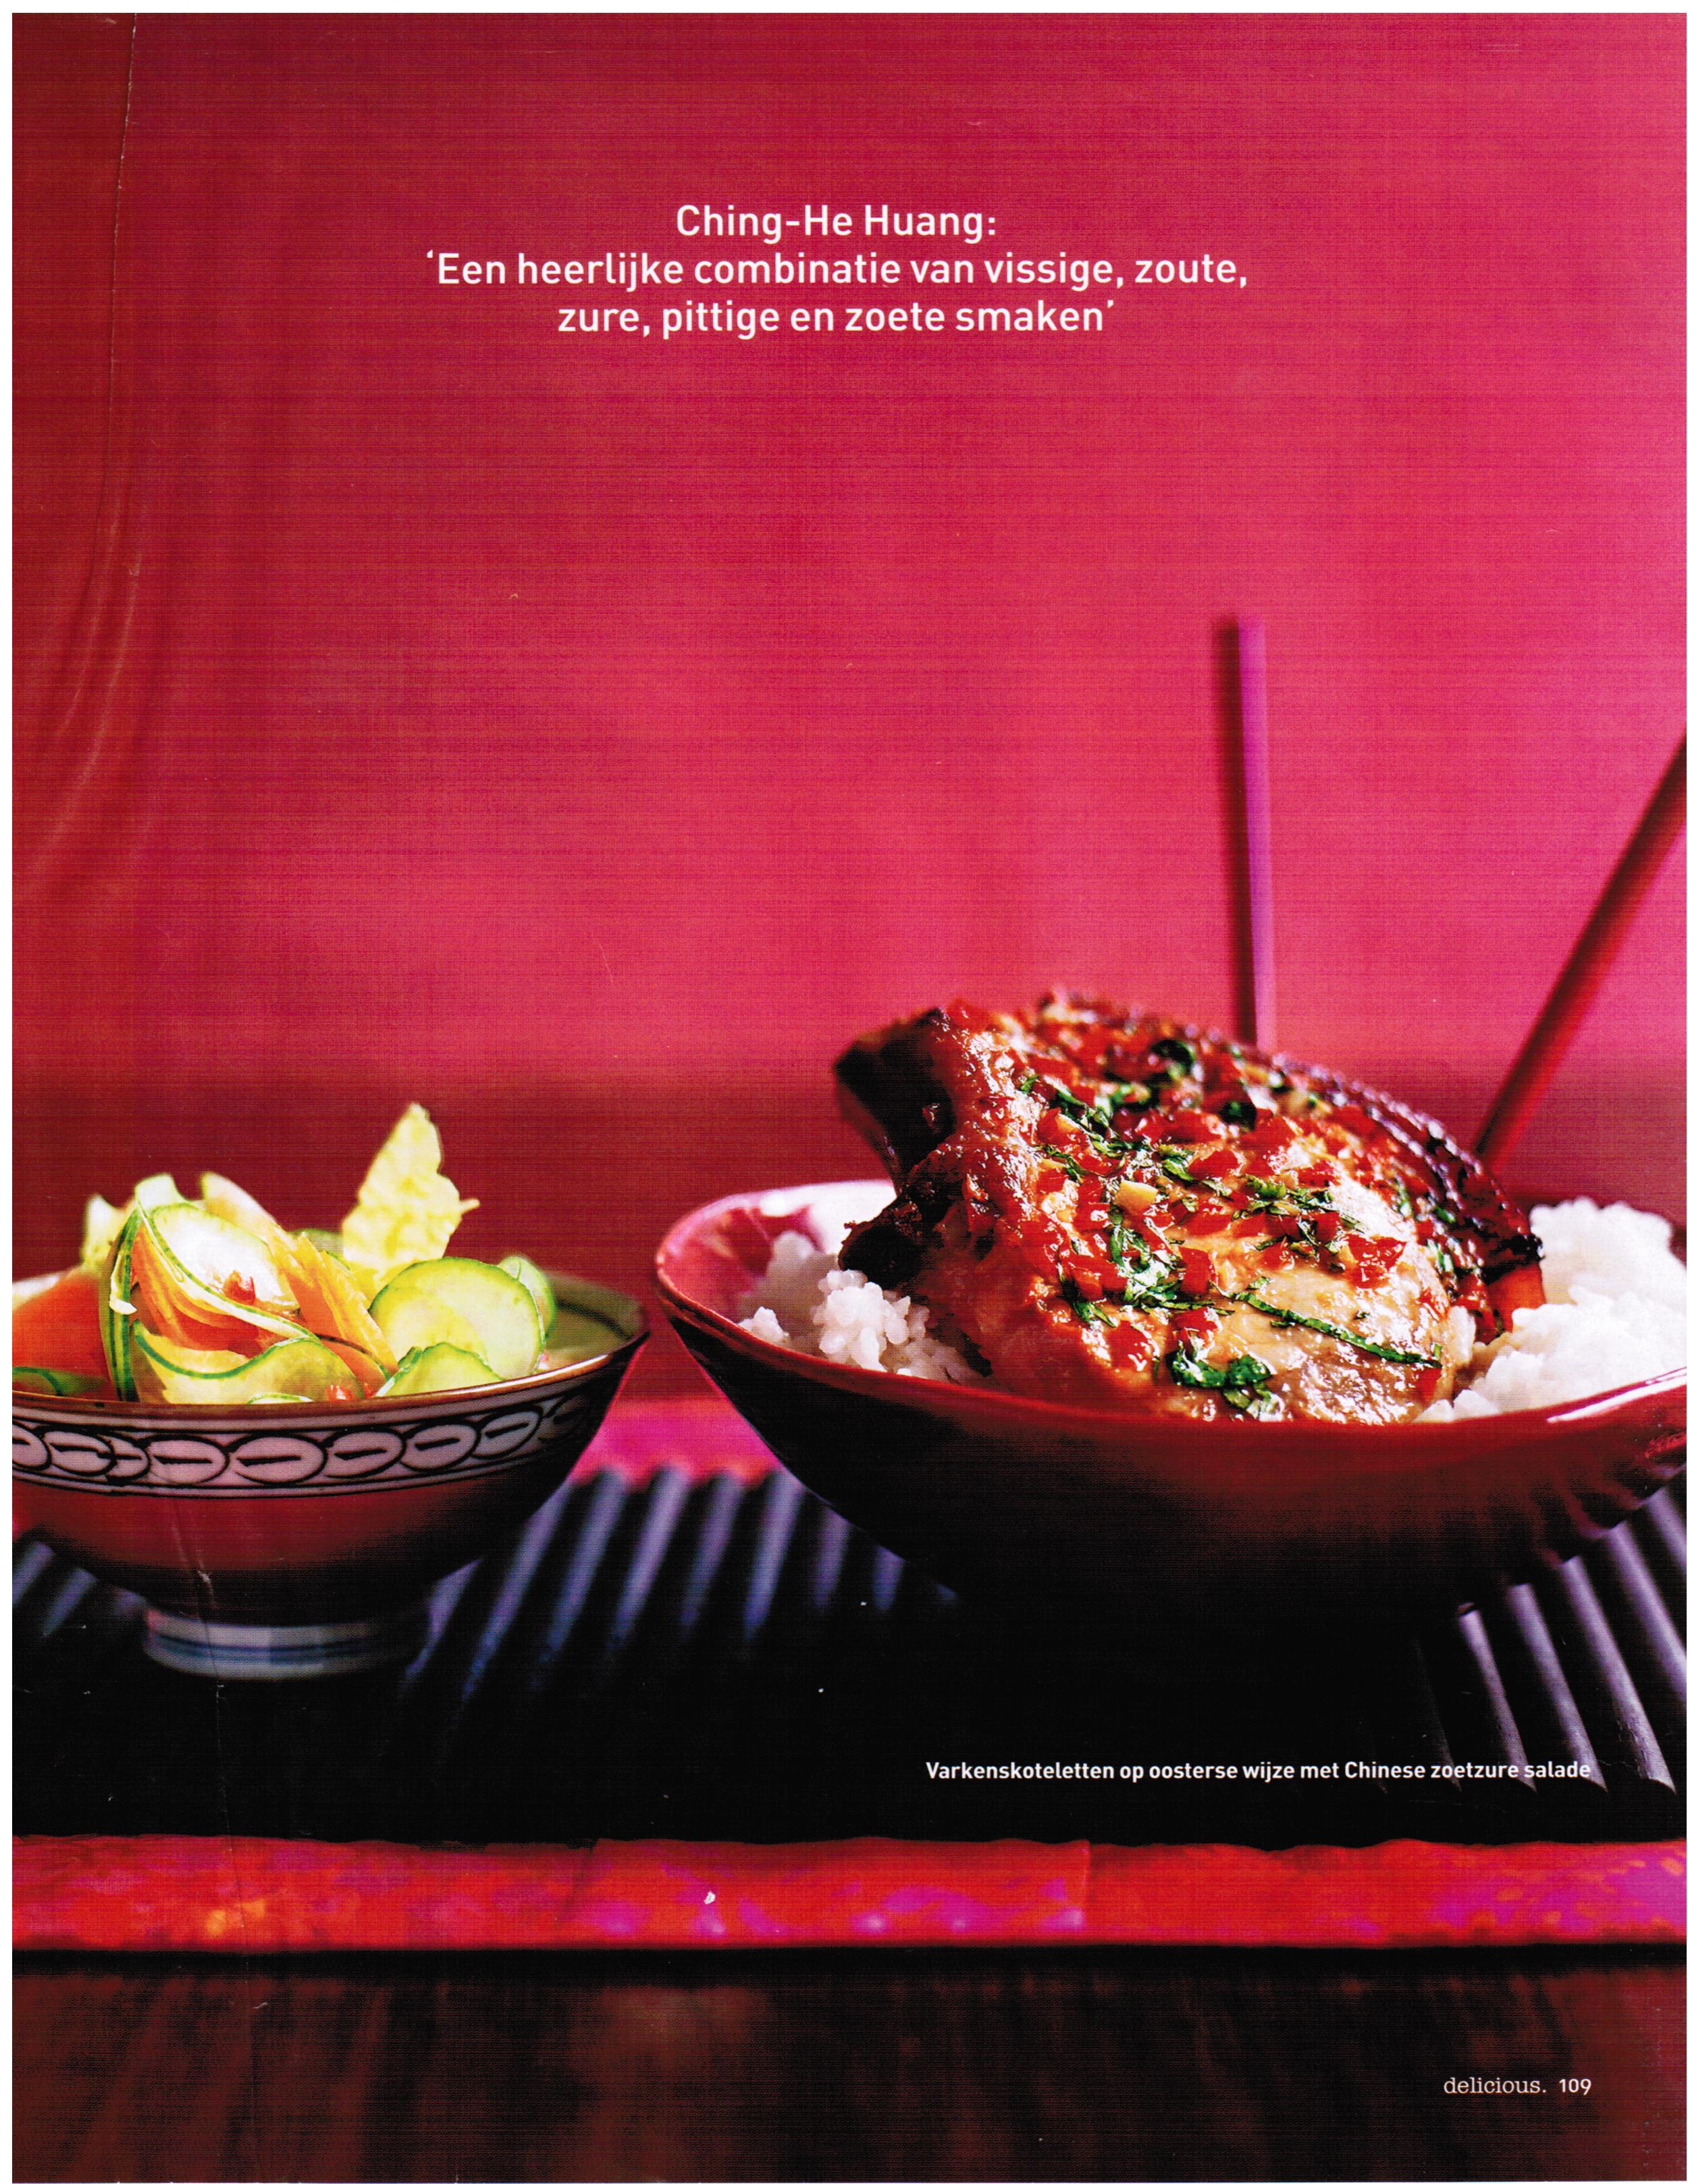 Ching-He Huang:
‘Een heerlijke combinatie van vissige, zoute,
zure, pittige en zoete smaken’
Varkenskoteletten op oosterse wijze met Chinese zoetzure salade
delicious. 109